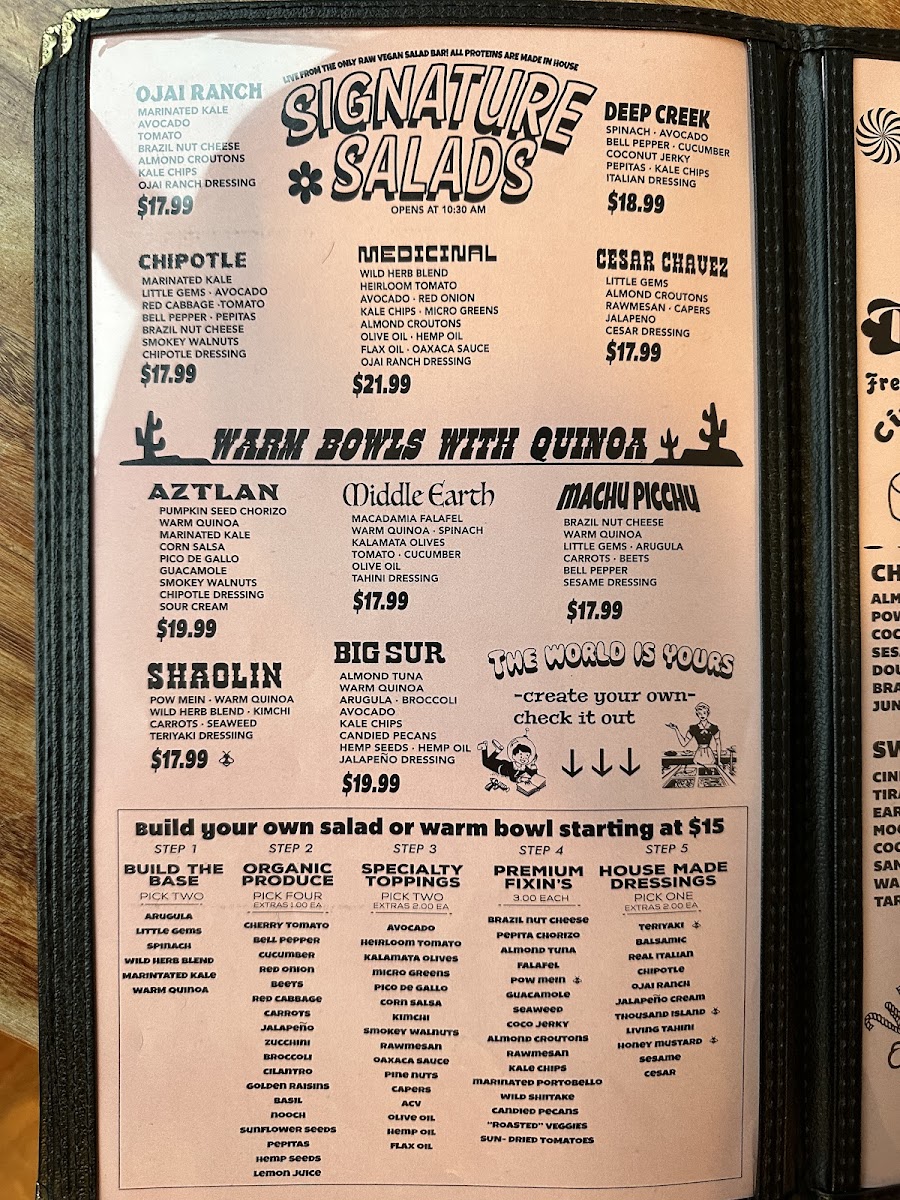 LIVE FROM THE ONLY RAW VEGAN SALAD BAR! ALL PROTEINS ARE MADE IN HOUSE
SIGNATURE
SALADS
OPENS AT 10:30 AM
OJAI RANCH
MARINATED KALE
AVOCADO
TOMATO
BRAZIL NUT CHEESE
ALMOND CROUTONS
KALE CHIPS
OJAI RANCH DRESSING
$17.99
DEEP CREEK
SPINACH · AVOCADO
BELL PEPPER · CUCUMBER
COCONUT JERKY
PEPITAS · KALE CHIPS
ITALIAN DRESSING
$18.99
CHIPOTLE
MARINATED KALE
LITTLE GEMS · AVOCADO
RED CABBAGE ·TOMATO
BELL PEPPER · PEPITAS
BRAZIL NUT CHEESE
SMOKEY WALNUTS
CHIPOTLE DRESSING
$17.99
MEDICINAL
WILD HERB BLEND
HEIRLOOM TOMATO
AVOCADO · RED ONION
KALE CHIPS · MICRO GREENS
ALMOND CROUTONS
OLIVE OIL · HEMP OIL
FLAX OIL · OAXACA SAUCE
OJAI RANCH DRESSING
$21.99
CESAR CHAVEZ
LITTLE GEMS
ALMOND CROUTONS
RAWMESAN · CAPERS
JALAPENO
CESAR DRESSING
$17.99
WARM BOWLS WITH QUINOA
AZTLAN
PUMPKIN SEED CHORIZO
WARM QUINOA
MARINATED KALE
CORN SALSA
PICO DE GALLO
GUACAMOLE
SMOKEY WALNUTS
CHIPOTLE DRESSING
SOUR CREAM
$19.99
Middle Earth
MACADAMIA FALAFEL
WARM QUINOA · SPINACH
KALAMATA OLIVES
TOMATO · CUCUMBER
OLIVE OIL
TAHINI DRESSING
$17.99
MACHU PICCHU
BRAZIL NUT CHEESE
WARM QUINOA
LITTLE GEMS · ARUGULA
CARROTS · BEETS
BELL PEPPER
SESAME DRESSING
$17.99
SHAOLIN
POW MEIN · WARM QUINOA
WILD HERB BLEND · KIMCHI
CARROTS · SEAWEED
TERIYAKI DRESSIING
$17.99
BIG SUR
ALMOND TUNA
WARM QUINOA
ARUGULA · BROCCOLI
AVOCADO
KALE CHIPS
CANDIED PECANS
HEMP SEEDS · HEMP OIL
JALAPEÑO DRESSING
$19.99
THE WORLD IS YOURS
-create your own-
check it out
Build your own salad or warm bowl starting at $15
STEP 1
BUILD THE
BASE
PICK TWO
ARUGULA
LITTLE GEMS
SPINACH
WILD HERB BLEND
MARINTATED KALE
WARM QUINOA
STEP 2
ORGANIC
PRODUCE
PICK FOUR
EXTRAS 1.00 EA
CHERRY TOMATO
BELL PEPPER
CUCUMBER
RED ONION
BEETS
RED CABBAGE
CARROTS
JALAPEÑO
ZUCCHINI
BROCCOLI
CILANTRO
GOLDEN RAISINS
BASIL
NOOCH
SUNFLOWER SEEDS
PEPITAS
HEMP SEEDS
LEMON JUICE
STEP 3
SPECIALTY
TOPPINGS
PICK TWO
EXTRAS 2.00 EA
AVOCADO
HEIRLOOM TOMATO
KALAMATA OLIVES
MICRO GREENS
PICO DE GALLO
CORN SALSA
KIMCHI
SMOKEY WALNUTS
RAWMESAN
OAXACA SAUCE
PINE NUTS
CAPERS
ACV
OLIVE OIL
HEMP OIL
FLAX OIL
STEP 4
PREMIUM
FIXIN'S
3.00 EACH
BRAZIL NUT CHEESE
PEPITA CHORIZO
ALMOND TUNA
FALAFEL
POW MEIN
GUACAMOLE
SEAWEED
COCO JERKY
ALMOND CROUTONS
RAWMESAN
KALE CHIPS
MARINATED PORTOBELLO
WILD SHIITAKE
CANDIED PECANS
"ROASTED" VEGGIES
SUN- DRIED TOMATOES
STEP 5
HOUSE MADE
DRESSINGS
PICK ONE
EXTRAS 2.00 EA
TERIYAKI
BALSAMIC
REAL ITALIAN
CHIPOTLE
OJAI RANCH
JALAPEÑO CREAM
THOUSAND ISLAND
LIVING TAHINI
HONEY MUSTARD
SESAME
CESAR